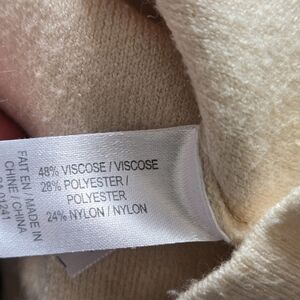 48% VISCOSE / VISCOSE
28% POLYESTER /
POLYESTER
24% NYLON / NYLON
FAIT EN / MADE IN
CHINE / CHINA